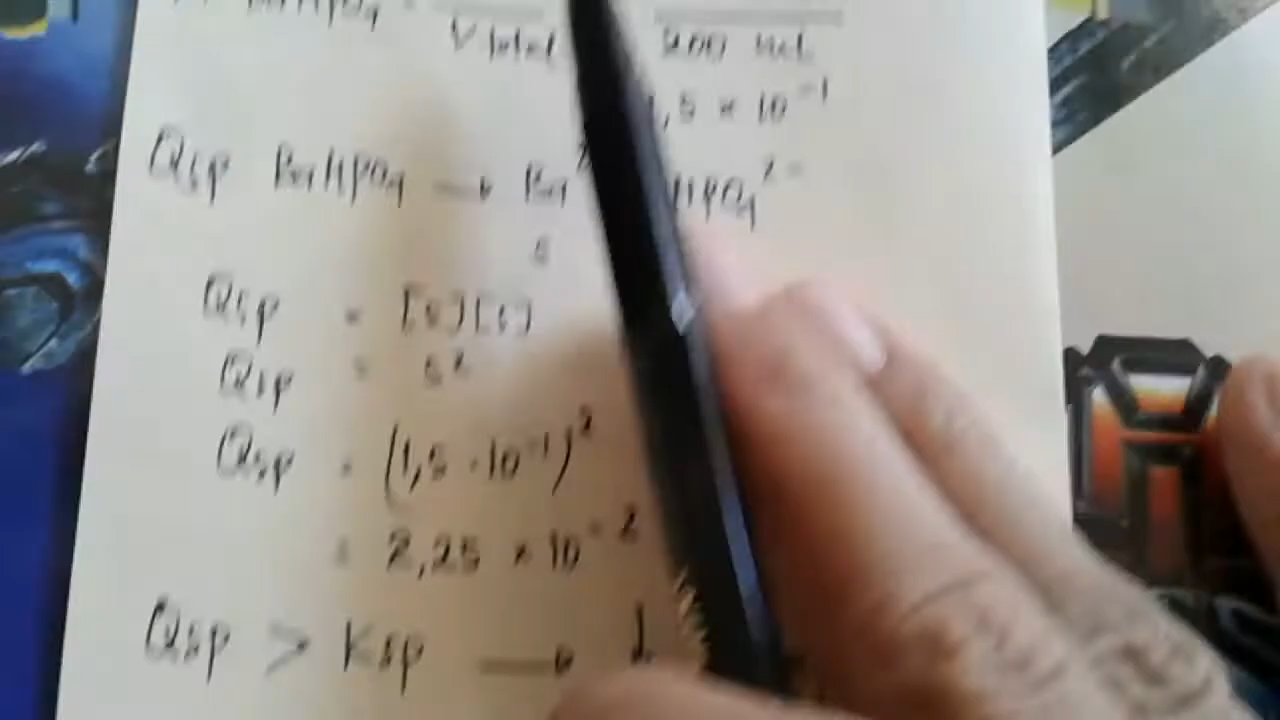 BaHPO4 =
V total 200 mL
,5 × 10⁻¹
Qsp BaHPO4 → Ba HPO4²⁻
s
Qsp = [s][s]
Qsp = s²
Qsp = (1,5 · 10⁻¹)²
= 2,25 × 10⁻²
Qsp > Ksp →